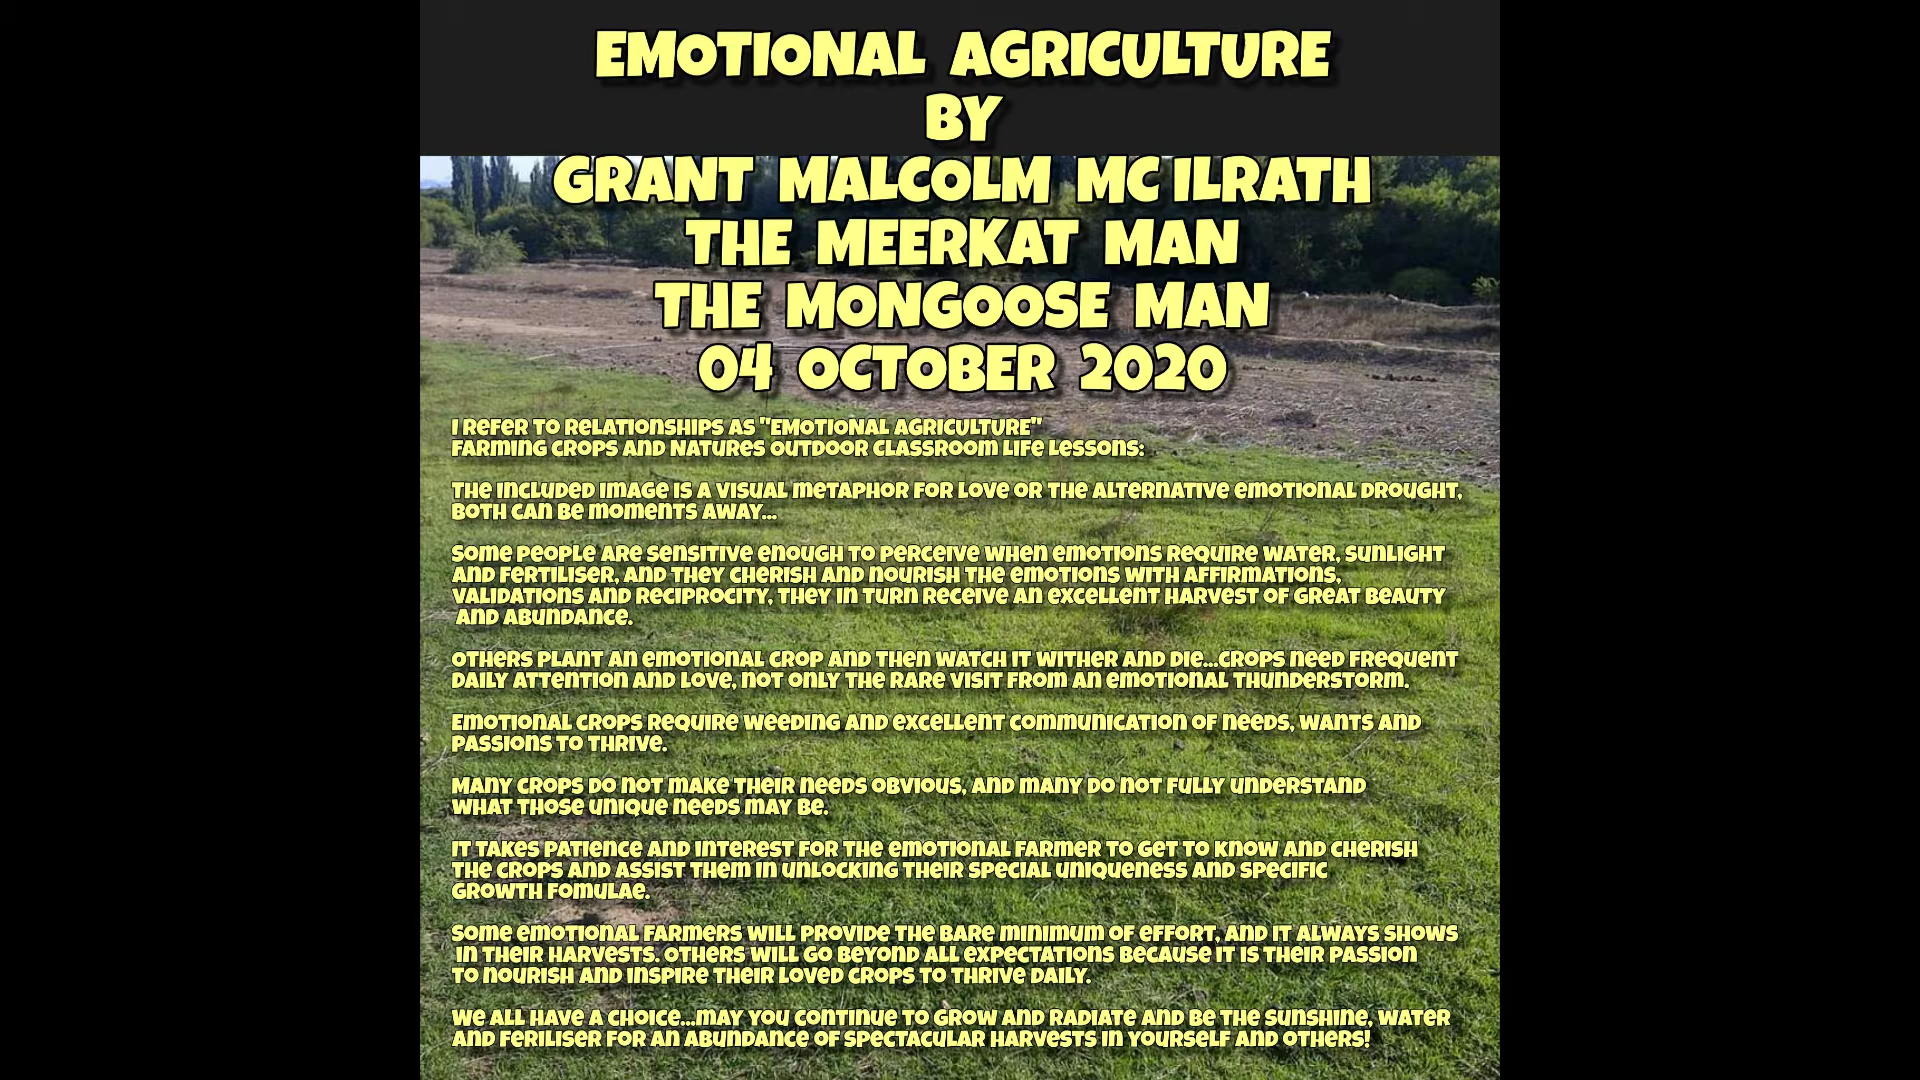 EMOTIONAL AGRICULTURE
BY
GRANT MALCOLM MC ILRATH
THE MEERKAT MAN
THE MONGOOSE MAN
04 OCTOBER 2020
I REFER TO RELATIONSHIPS AS "EMOTIONAL AGRICULTURE"
FARMING CROPS AND NATURES OUTDOOR CLASSROOM LIFE LESSONS:
THE INCLUDED IMAGE IS A VISUAL METAPHOR FOR LOVE OR THE ALTERNATIVE EMOTIONAL DROUGHT,
BOTH CAN BE MOMENTS AWAY...
SOME PEOPLE ARE SENSITIVE ENOUGH TO PERCEIVE WHEN EMOTIONS REQUIRE WATER, SUNLIGHT
AND FERTILISER, AND THEY CHERISH AND NOURISH THE EMOTIONS WITH AFFIRMATIONS,
VALIDATIONS AND RECIPROCITY, THEY IN TURN RECEIVE AN EXCELLENT HARVEST OF GREAT BEAUTY
AND ABUNDANCE.
OTHERS PLANT AN EMOTIONAL CROP AND THEN WATCH IT WITHER AND DIE...CROPS NEED FREQUENT
DAILY ATTENTION AND LOVE, NOT ONLY THE RARE VISIT FROM AN EMOTIONAL THUNDERSTORM.
EMOTIONAL CROPS REQUIRE WEEDING AND EXCELLENT COMMUNICATION OF NEEDS, WANTS AND
PASSIONS TO THRIVE.
MANY CROPS DO NOT MAKE THEIR NEEDS OBVIOUS, AND MANY DO NOT FULLY UNDERSTAND
WHAT THOSE UNIQUE NEEDS MAY BE.
IT TAKES PATIENCE AND INTEREST FOR THE EMOTIONAL FARMER TO GET TO KNOW AND CHERISH
THE CROPS AND ASSIST THEM IN UNLOCKING THEIR SPECIAL UNIQUENESS AND SPECIFIC
GROWTH FOMULAE.
SOME EMOTIONAL FARMERS WILL PROVIDE THE BARE MINIMUM OF EFFORT, AND IT ALWAYS SHOWS
IN THEIR HARVESTS. OTHERS WILL GO BEYOND ALL EXPECTATIONS BECAUSE IT IS THEIR PASSION
TO NOURISH AND INSPIRE THEIR LOVED CROPS TO THRIVE DAILY.
WE ALL HAVE A CHOICE...MAY YOU CONTINUE TO GROW AND RADIATE AND BE THE SUNSHINE, WATER
AND FERILISER FOR AN ABUNDANCE OF SPECTACULAR HARVESTS IN YOURSELF AND OTHERS!